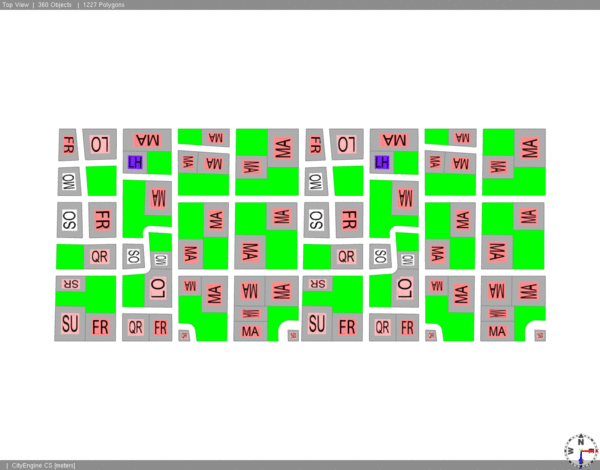 Top View | 360 Objects | 1227 Polygons
FR LO MA MA MA FR LO MA MA MA
LH MA MA MA LH MA MA MA
OW MA OW MA
SO FR MA MA SO FR MA MA
QR SO OW MA MA QR SO OW MA MA
SR LO MA MA MA MA SR LO MA MA MA MA
SU FR QR FR MA SU FR QR FR MA
N
W E
S
| CityEngine CS [meters]